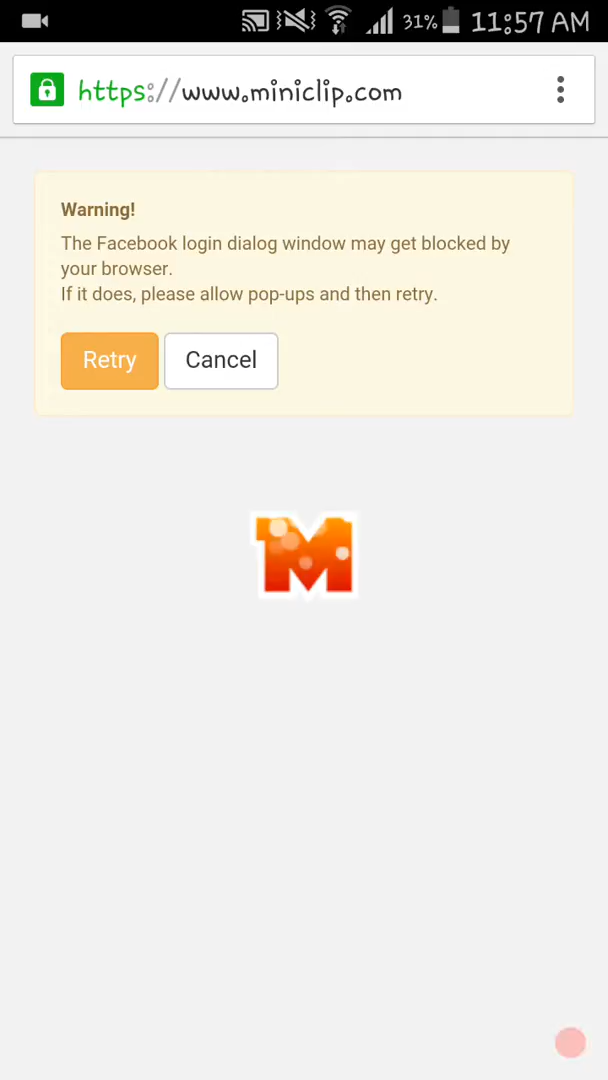 31% 11:57 AM
https://www.miniclip.com
Warning!
The Facebook login dialog window may get blocked by
your browser.
If it does, please allow pop-ups and then retry.
Retry Cancel
M